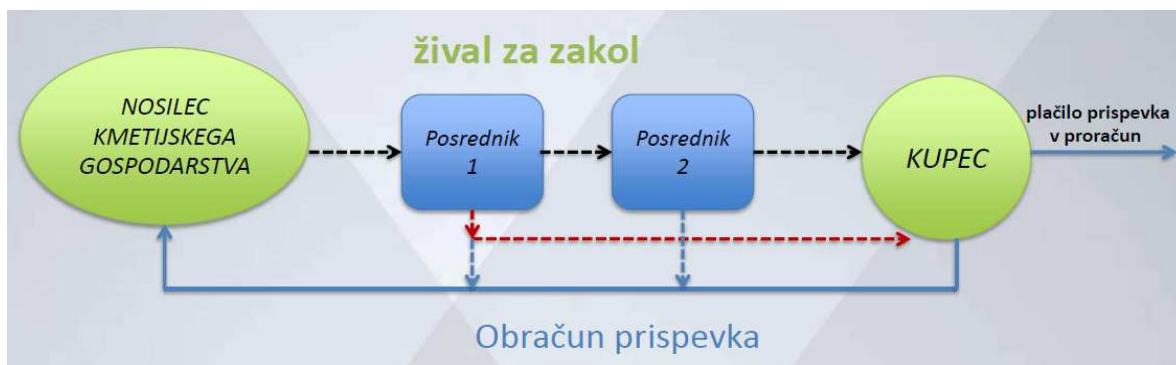 žival za zakol
NOSILEC
KMETIJSKEGA
GOSPODARSTVA
Posrednik
1
Posrednik
2
KUPEC
plačilo prispevka
v proračun
Obračun prispevka